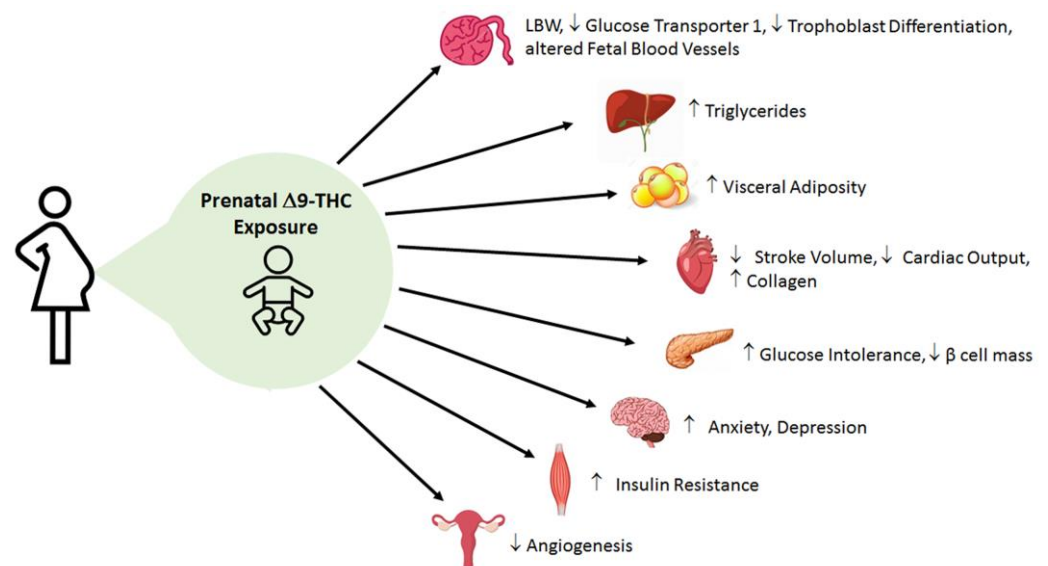 LBW, ↓ Glucose Transporter 1, ↓ Trophoblast Differentiation,
altered Fetal Blood Vessels
↑ Triglycerides
↑ Visceral Adiposity
Prenatal Δ9-THC
Exposure
↓ Stroke Volume, ↓ Cardiac Output,
↑ Collagen
↑ Glucose Intolerance, ↓ β cell mass
↑ Anxiety, Depression
↑ Insulin Resistance
↓ Angiogenesis